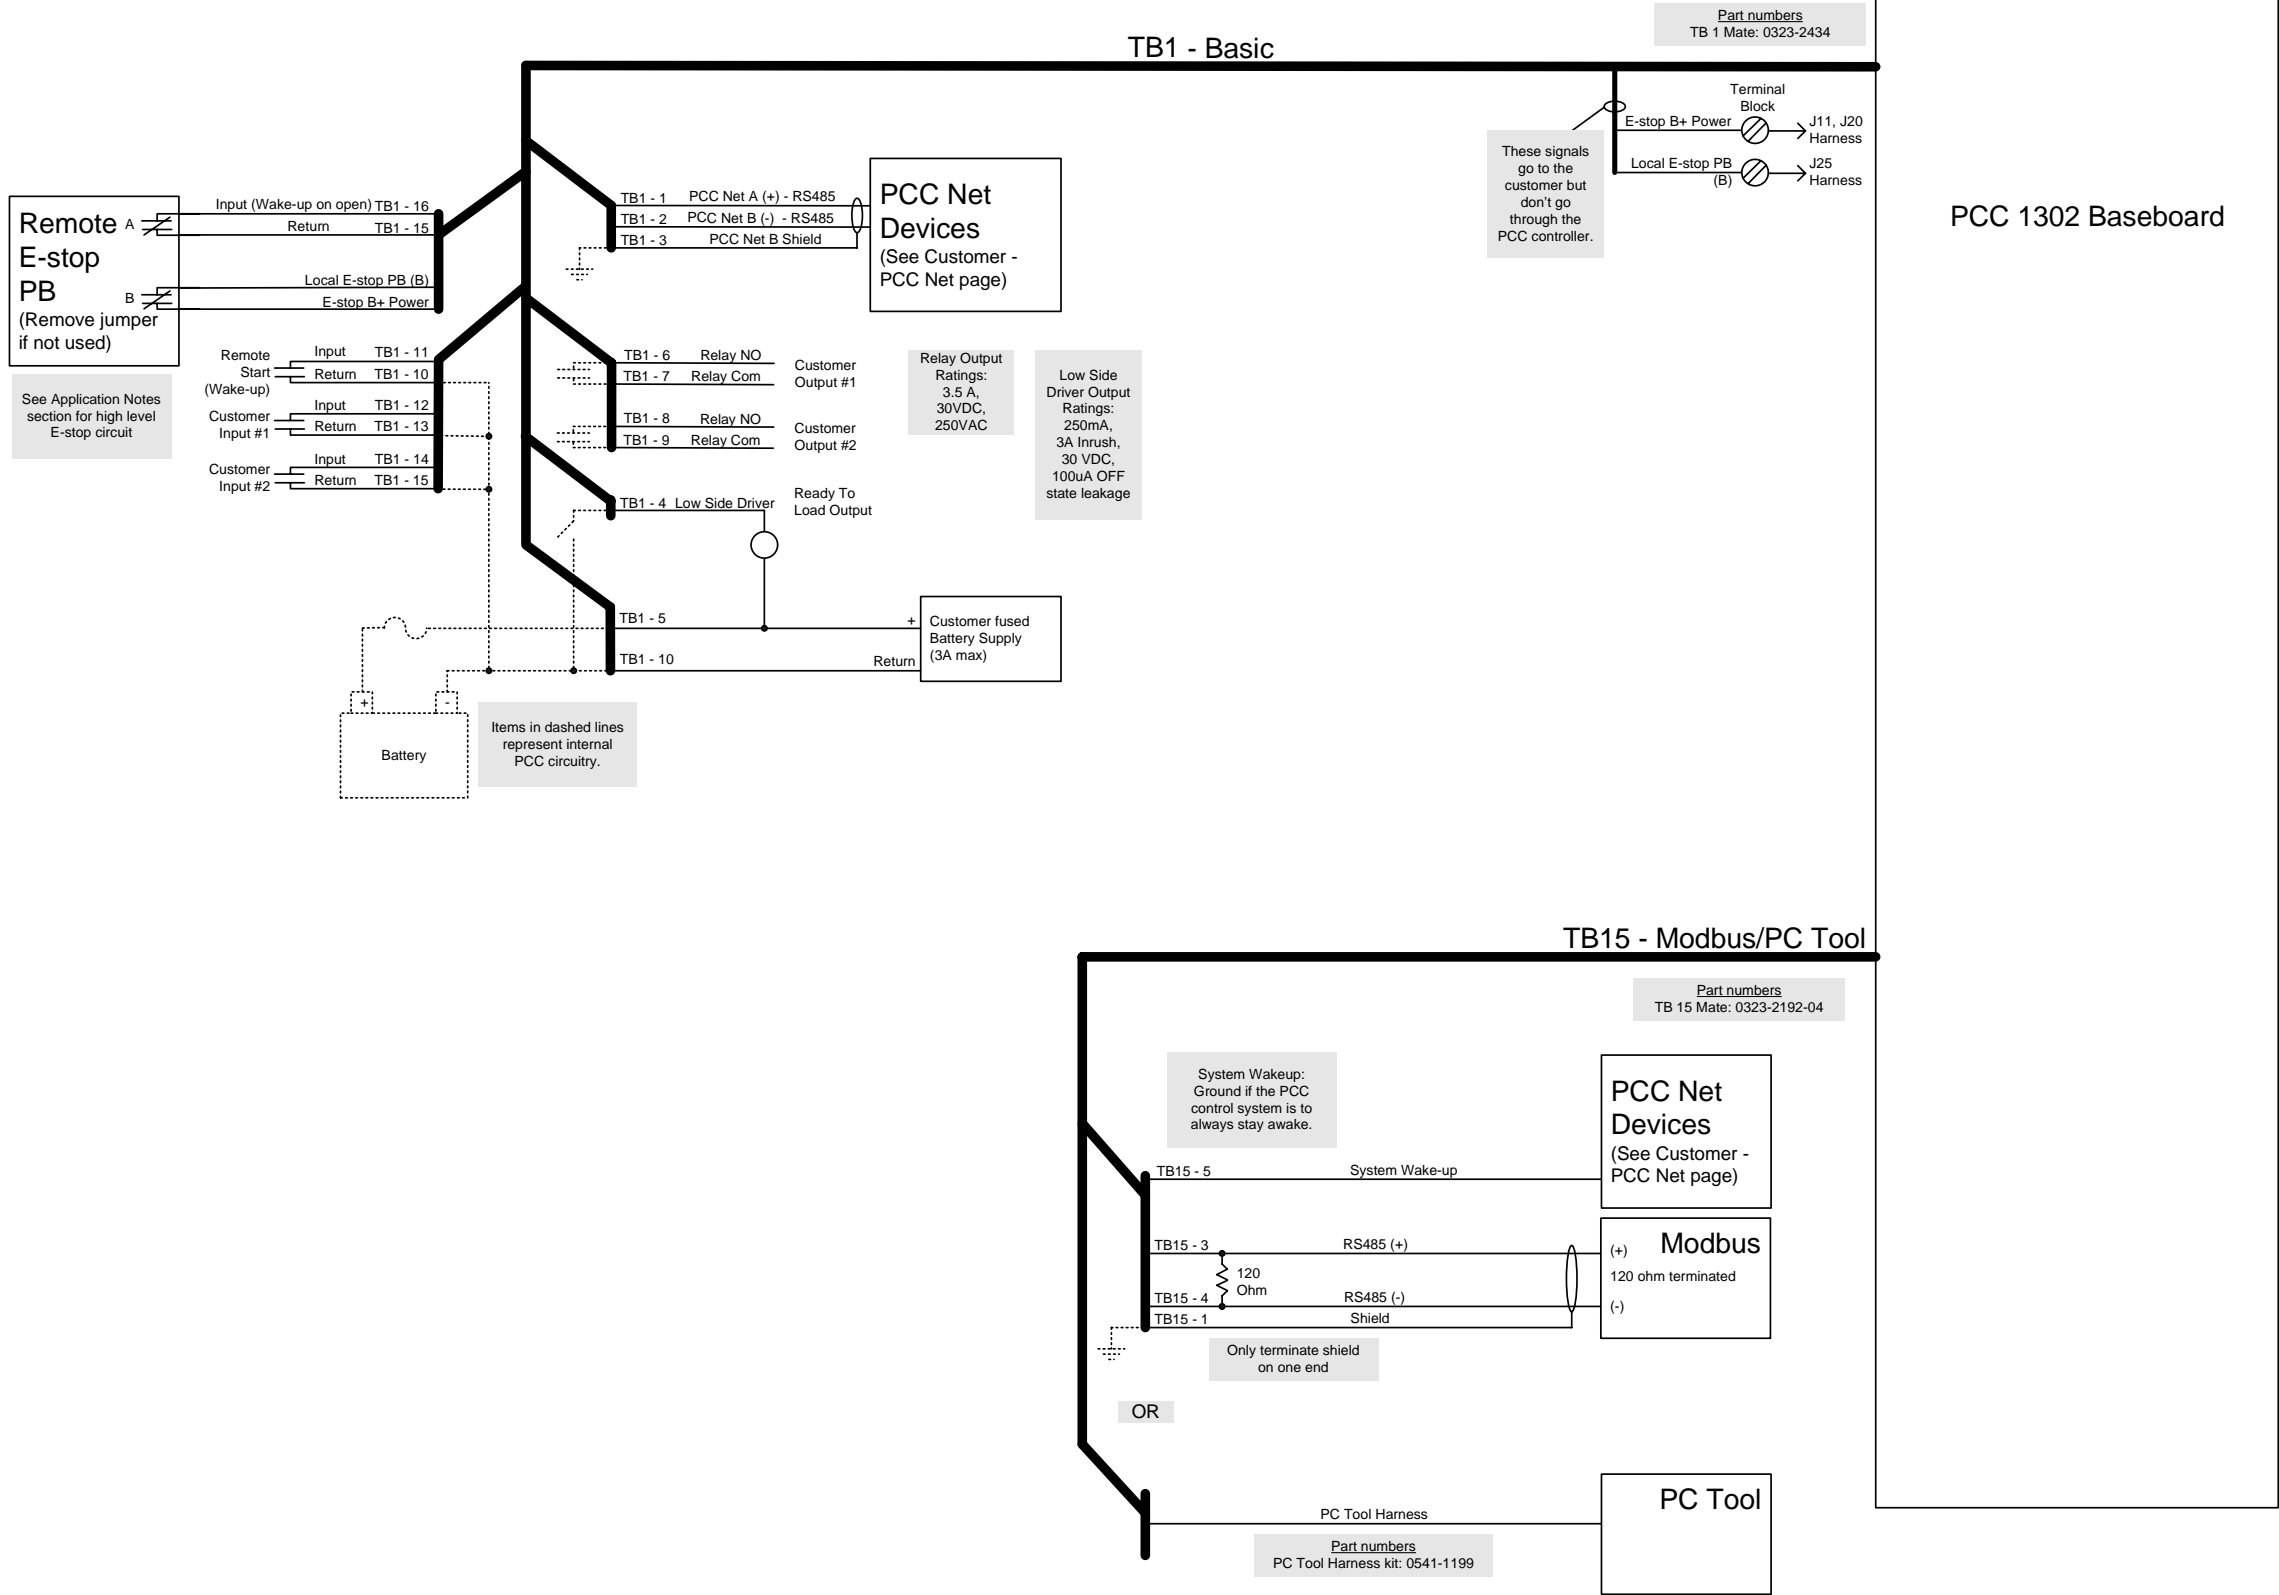 Part numbers
TB 1 Mate: 0323-2434
TB1 - Basic
Terminal
Block
E-stop B+ Power
J11, J20
Harness
Local E-stop PB
(B)
J25
Harness
These signals
go to the
customer but
don't go
through the
PCC controller.
PCC 1302 Baseboard
Remote
E-stop
PB
(Remove jumper
if not used)
A
B
Input (Wake-up on open) TB1 - 16
Return TB1 - 15
Local E-stop PB (B)
E-stop B+ Power
See Application Notes
section for high level
E-stop circuit
Remote
Start
(Wake-up)
Input TB1 - 11
Return TB1 - 10
Customer
Input #1
Input TB1 - 12
Return TB1 - 13
Customer
Input #2
Input TB1 - 14
Return TB1 - 15
TB1 - 1 PCC Net A (+) - RS485
TB1 - 2 PCC Net B (-) - RS485
TB1 - 3 PCC Net B Shield
PCC Net
Devices
(See Customer -
PCC Net page)
TB1 - 6 Relay NO
TB1 - 7 Relay Com
Customer
Output #1
TB1 - 8 Relay NO
TB1 - 9 Relay Com
Customer
Output #2
Relay Output
Ratings:
3.5 A,
30VDC,
250VAC
Low Side
Driver Output
Ratings:
250mA,
3A Inrush,
30 VDC,
100uA OFF
state leakage
TB1 - 4 Low Side Driver
Ready To
Load Output
TB1 - 5
+
TB1 - 10
Return
Customer fused
Battery Supply
(3A max)
+
-
Battery
Items in dashed lines
represent internal
PCC circuitry.
TB15 - Modbus/PC Tool
Part numbers
TB 15 Mate: 0323-2192-04
System Wakeup:
Ground if the PCC
control system is to
always stay awake.
PCC Net
Devices
(See Customer -
PCC Net page)
TB15 - 5 System Wake-up
TB15 - 3 RS485 (+)
120
Ohm
TB15 - 4 RS485 (-)
TB15 - 1 Shield
(+) Modbus
120 ohm terminated
(-)
Only terminate shield
on one end
OR
PC Tool
PC Tool Harness
Part numbers
PC Tool Harness kit: 0541-1199